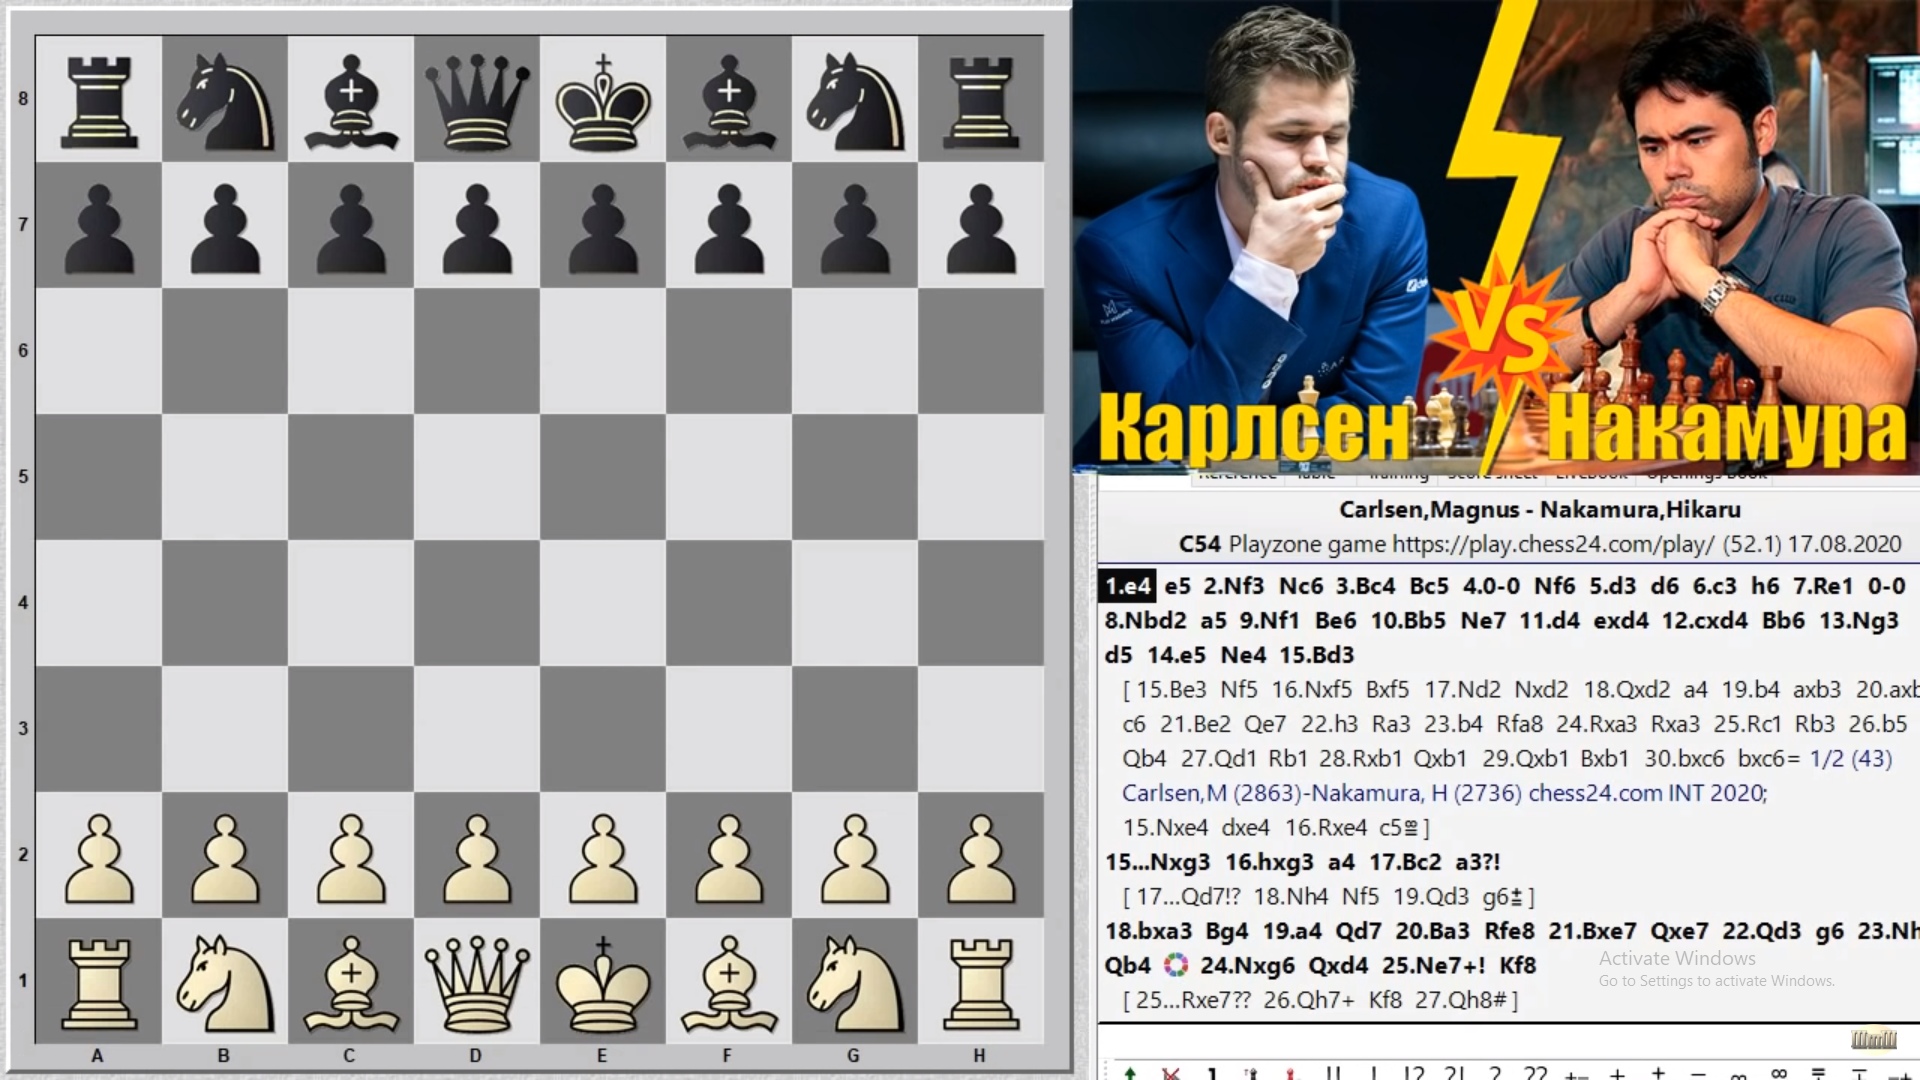 8
7
6
5
4
3
2
1
A B C D E F G H
VS
Карлсен Накамура
Carlsen,Magnus - Nakamura,Hikaru
C54 Playzone game https://play.chess24.com/play/ (52.1) 17.08.2020
1.e4 e5 2.Nf3 Nc6 3.Bc4 Bc5 4.0-0 Nf6 5.d3 d6 6.c3 h6 7.Re1 0-0
8.Nbd2 a5 9.Nf1 Be6 10.Bb5 Ne7 11.d4 exd4 12.cxd4 Bb6 13.Ng3
d5 14.e5 Ne4 15.Bd3
[ 15.Be3 Nf5 16.Nxf5 Bxf5 17.Nd2 Nxd2 18.Qxd2 a4 19.b4 axb3 20.axb
c6 21.Be2 Qe7 22.h3 Ra3 23.b4 Rfa8 24.Rxa3 Rxa3 25.Rc1 Rb3 26.b5
Qb4 27.Qd1 Rb1 28.Rxb1 Qxb1 29.Qxb1 Bxb1 30.bxc6 bxc6= 1/2 (43)
Carlsen,M (2863)-Nakamura, H (2736) chess24.com INT 2020;
15.Nxe4 dxe4 16.Rxe4 c5 ]
15...Nxg3 16.hxg3 a4 17.Bc2 a3?!
[ 17...Qd7!? 18.Nh4 Nf5 19.Qd3 g6± ]
18.bxa3 Bg4 19.a4 Qd7 20.Ba3 Rfe8 21.Bxe7 Qxe7 22.Qd3 g6 23.Nh
Qb4 24.Nxg6 Qxd4 25.Ne7+! Kf8
[ 25...Rxe7?? 26.Qh7+ Kf8 27.Qh8# ]
Activate Windows
Go to Settings to activate Windows.